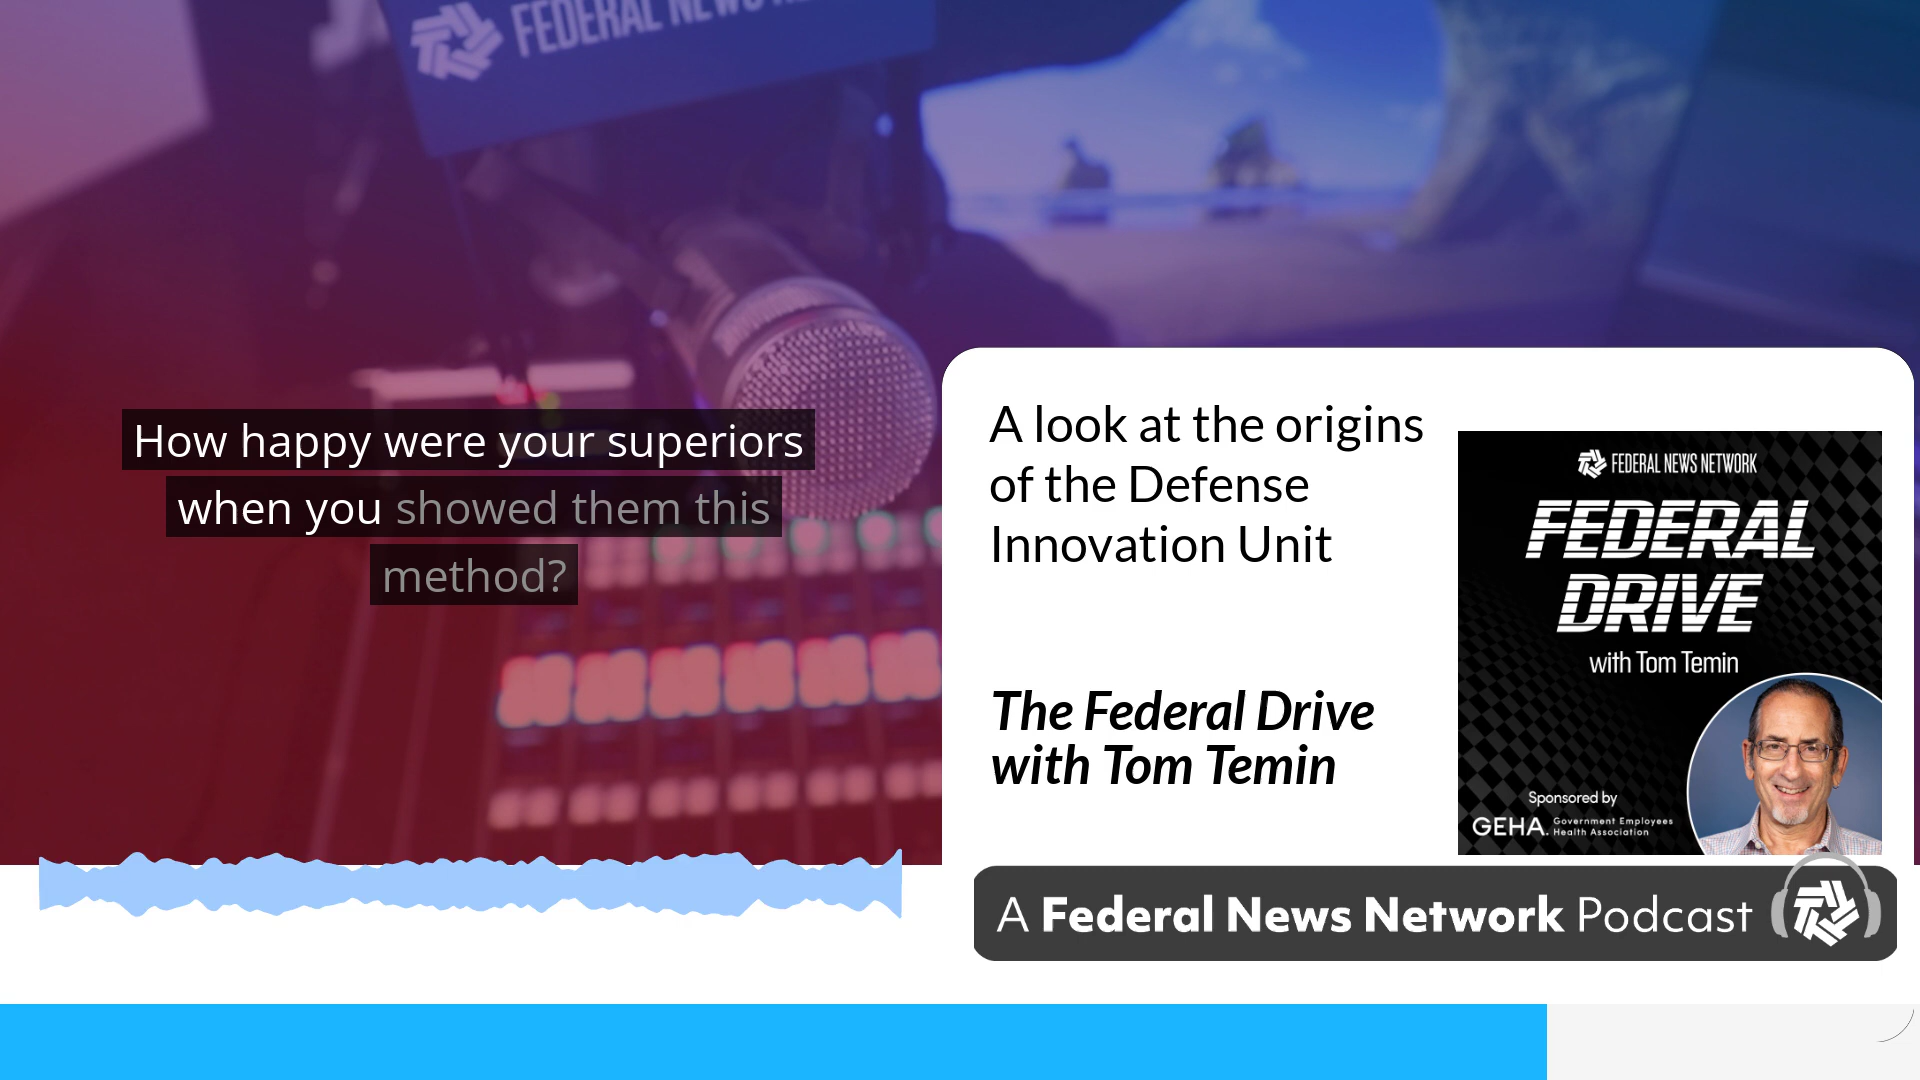 FEDERAL NEWS
How happy were your superiors
when you showed them this
method?
A look at the origins
of the Defense
Innovation Unit
The Federal Drive
with Tom Temin
FEDERAL NEWS NETWORK
FEDERAL
DRIVE
with Tom Temin
Sponsored by
GEHA. Government Employees
Health Association
A Federal News Network Podcast